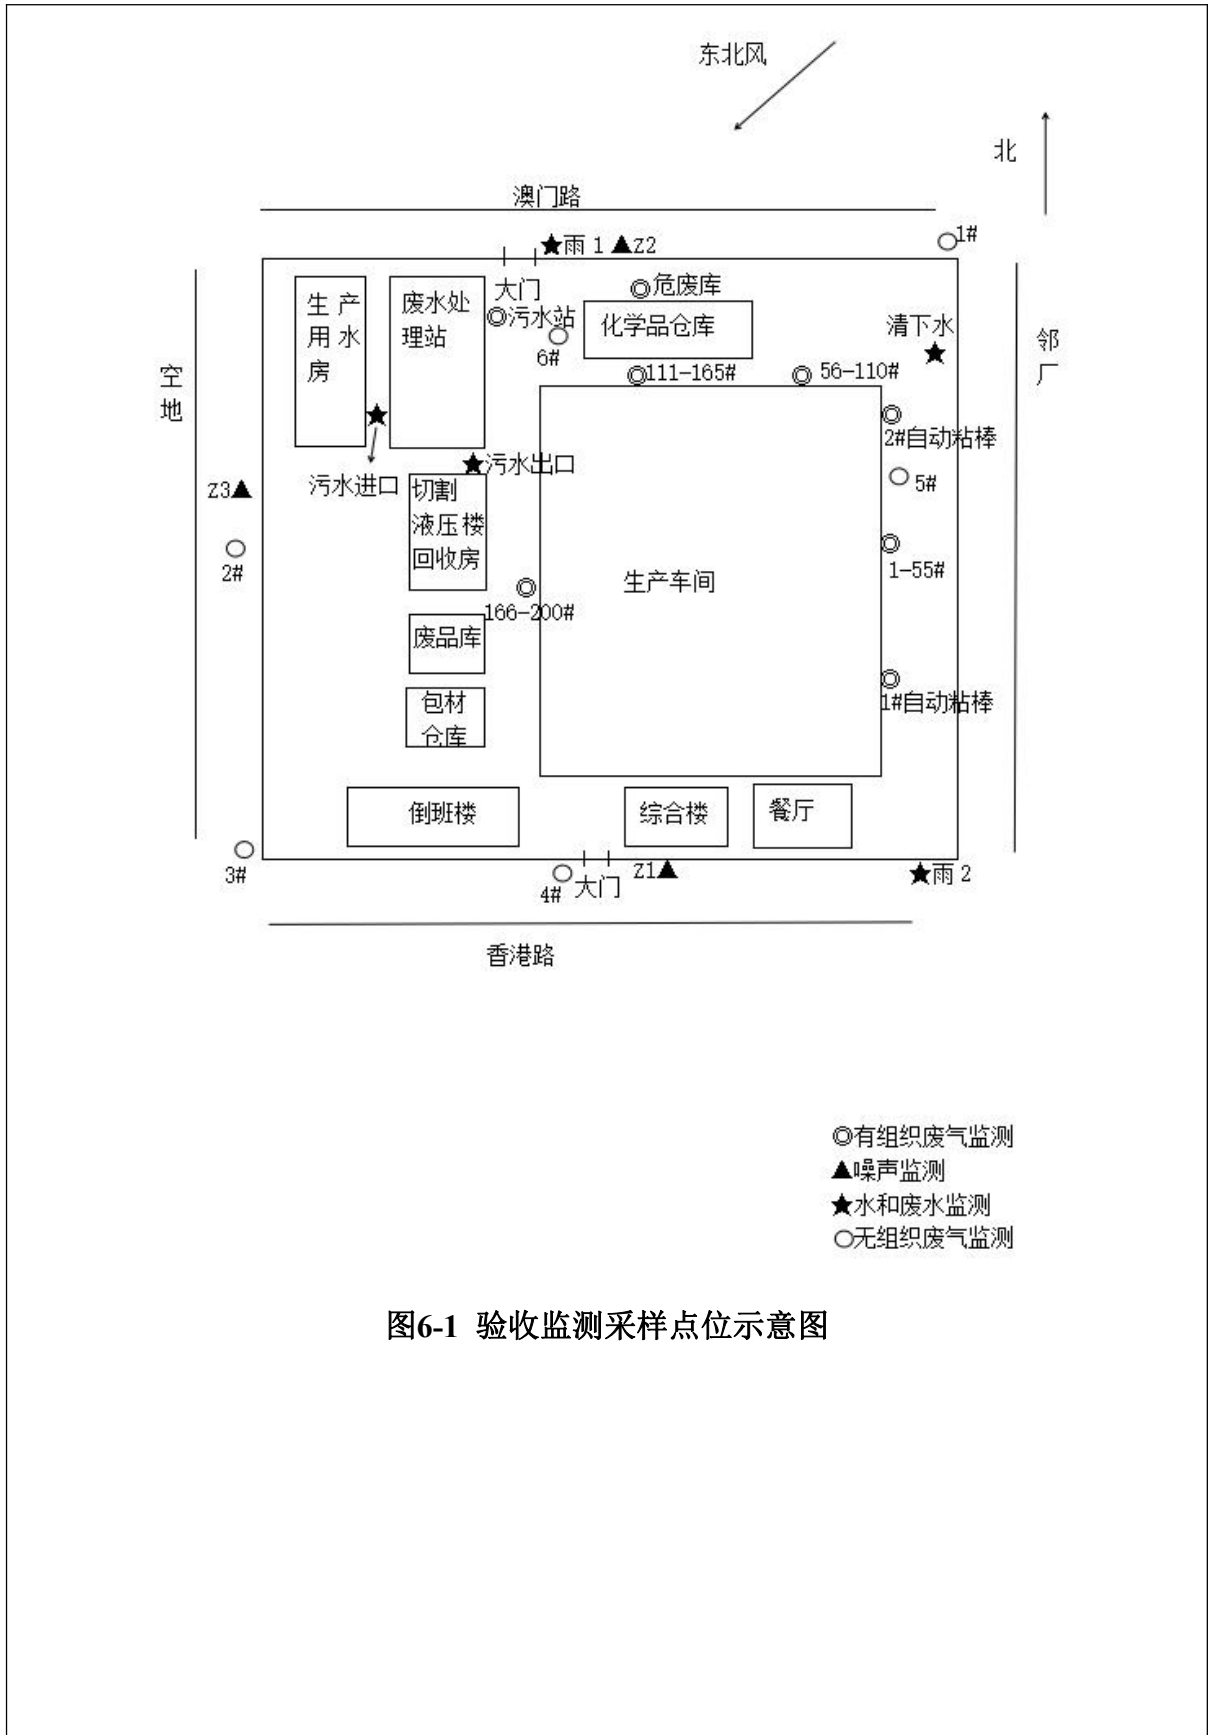 东北风
北
澳门路
1#
雨 1
Z2
大门
危废库
生 产
用 水
房
废水处
理站
污水站
6#
化学品仓库
清下水
邻
厂
空
地
111-165#
56-110#
2#自动粘棒
污水进口
污水出口
Z3
5#
切割
液压楼
回收房
2#
1-55#
生产车间
166-200#
废品库
1#自动粘棒
包材
仓库
倒班楼
综合楼
餐厅
3#
4#
大门
Z1
雨 2
香港路
有组织废气监测
噪声监测
水和废水监测
无组织废气监测
图6-1 验收监测采样点位示意图